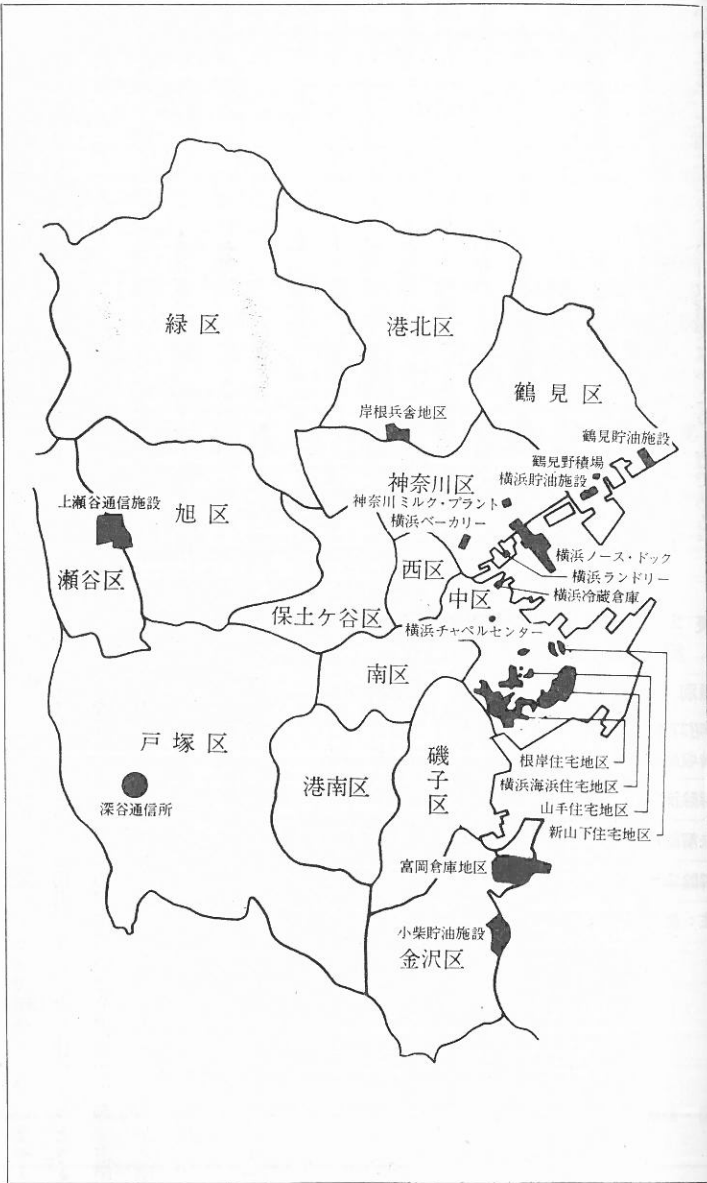 緑区
港北区
鶴見区
岸根兵舎地区
鶴見貯油施設
鶴見野積場
横浜貯油施設
神奈川区
神奈川ミルク・プラント
横浜ベーカリー
上瀬谷通信施設
旭区
瀬谷区
西区
横浜ノース・ドック
横浜ランドリー
横浜冷蔵倉庫
中区
保土ケ谷区
横浜チャペルセンター
南区
戸塚区
磯子区
港南区
深谷通信所
根岸住宅地区
横浜海浜住宅地区
山手住宅地区
新山下住宅地区
富岡倉庫地区
小柴貯油施設
金沢区